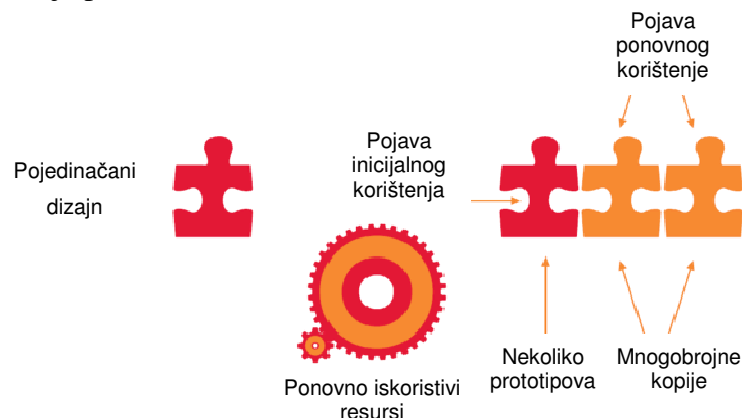 Pojava
ponovnog
korištenje
Pojava
inicijalnog
korištenja
Pojedinačani
dizajn
Nekoliko
prototipova
Mnogobrojne
kopije
Ponovno iskoristivi
resursi